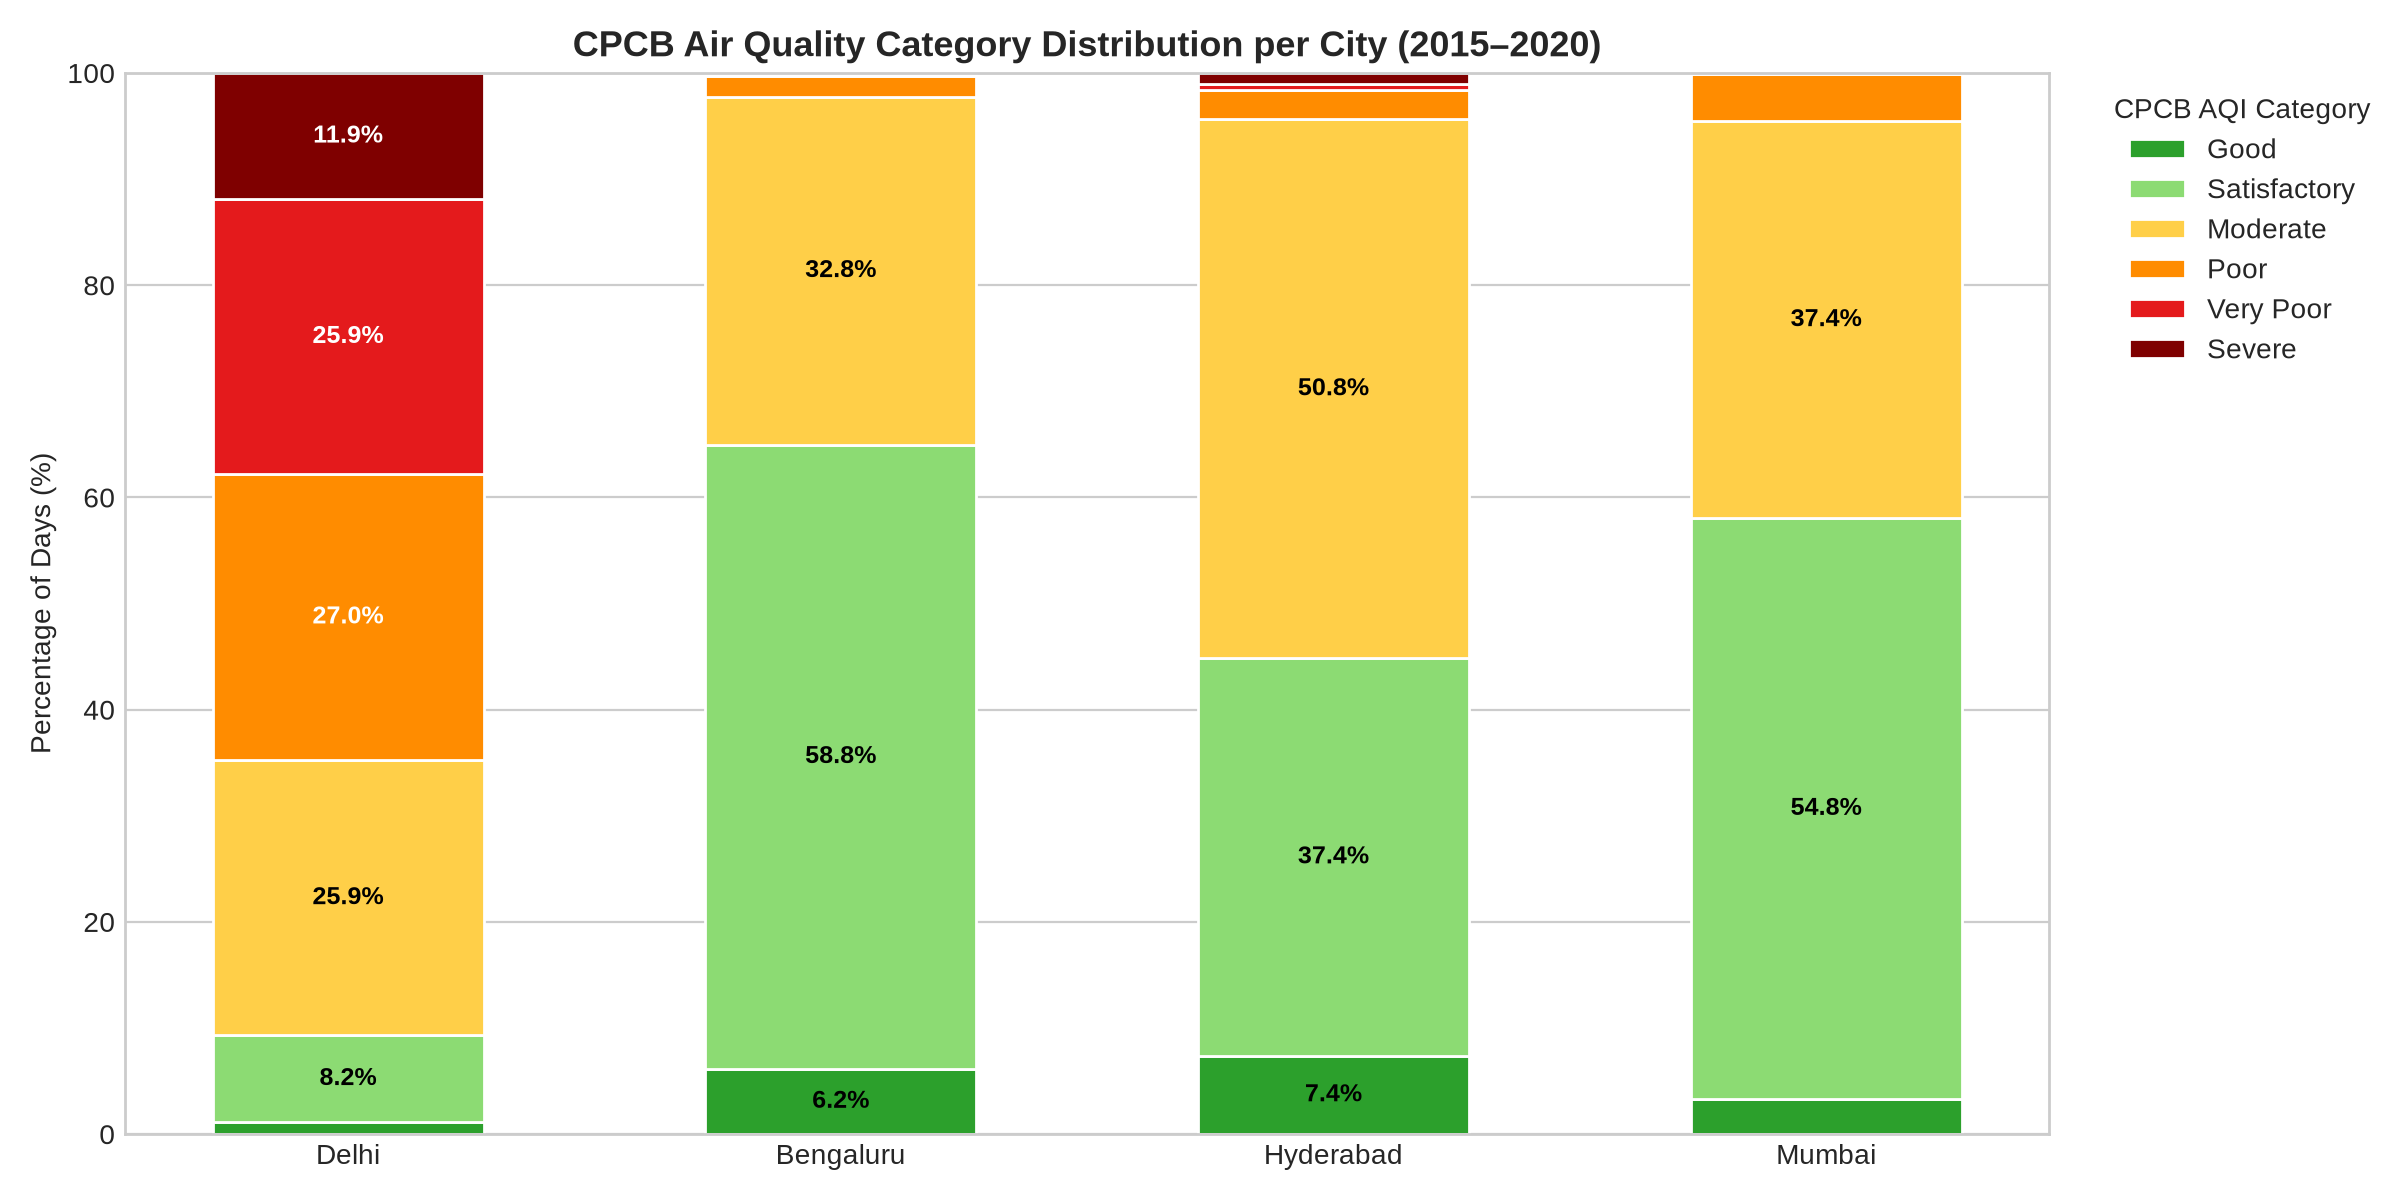 CPCB Air Quality Category Distribution per City (2015–2020)
Percentage of Days (%)
100
80
60
40
20
0
11.9%
25.9%
27.0%
25.9%
8.2%
32.8%
58.8%
6.2%
50.8%
37.4%
7.4%
37.4%
54.8%
Delhi
Bengaluru
Hyderabad
Mumbai
CPCB AQI Category
Good
Satisfactory
Moderate
Poor
Very Poor
Severe